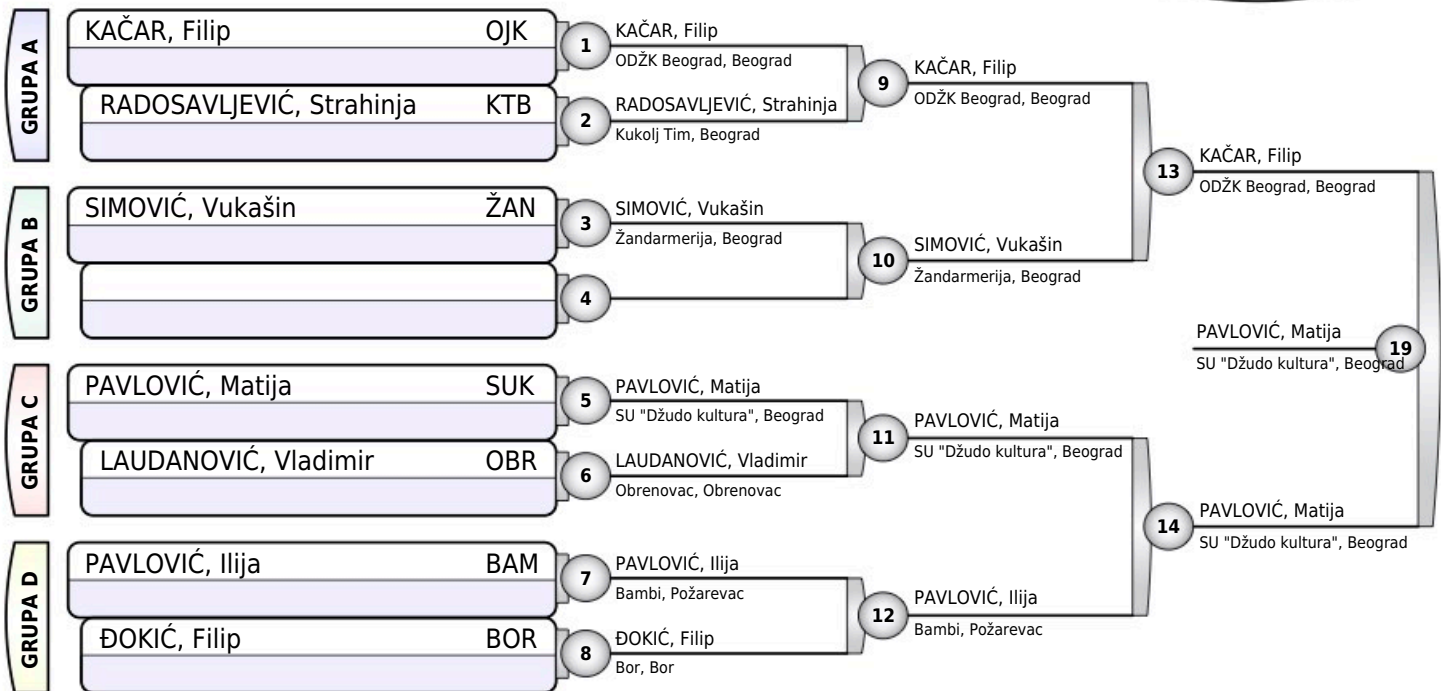 GRUPA A
KAČAR, Filip OJK
RADOSAVLJEVIĆ, Strahinja KTB
GRUPA B
SIMOVIĆ, Vukašin ŽAN
GRUPA C
PAVLOVIĆ, Matija SUK
LAUDANOVIĆ, Vladimir OBR
GRUPA D
PAVLOVIĆ, Ilija BAM
ĐOKIĆ, Filip BOR
1 KAČAR, Filip
ODŽK Beograd, Beograd
2 RADOSAVLJEVIĆ, Strahinja
Kukolj Tim, Beograd
3 SIMOVIĆ, Vukašin
Žandarmerija, Beograd
4
5 PAVLOVIĆ, Matija
SU "Džudo kultura", Beograd
6 LAUDANOVIĆ, Vladimir
Obrenovac, Obrenovac
7 PAVLOVIĆ, Ilija
Bambi, Požarevac
8 ĐOKIĆ, Filip
Bor, Bor
9 KAČAR, Filip
ODŽK Beograd, Beograd
10 SIMOVIĆ, Vukašin
Žandarmerija, Beograd
11 PAVLOVIĆ, Matija
SU "Džudo kultura", Beograd
12 PAVLOVIĆ, Ilija
Bambi, Požarevac
13 KAČAR, Filip
ODŽK Beograd, Beograd
14 PAVLOVIĆ, Matija
SU "Džudo kultura", Beograd
PAVLOVIĆ, Matija
19
SU "Džudo kultura", Beograd